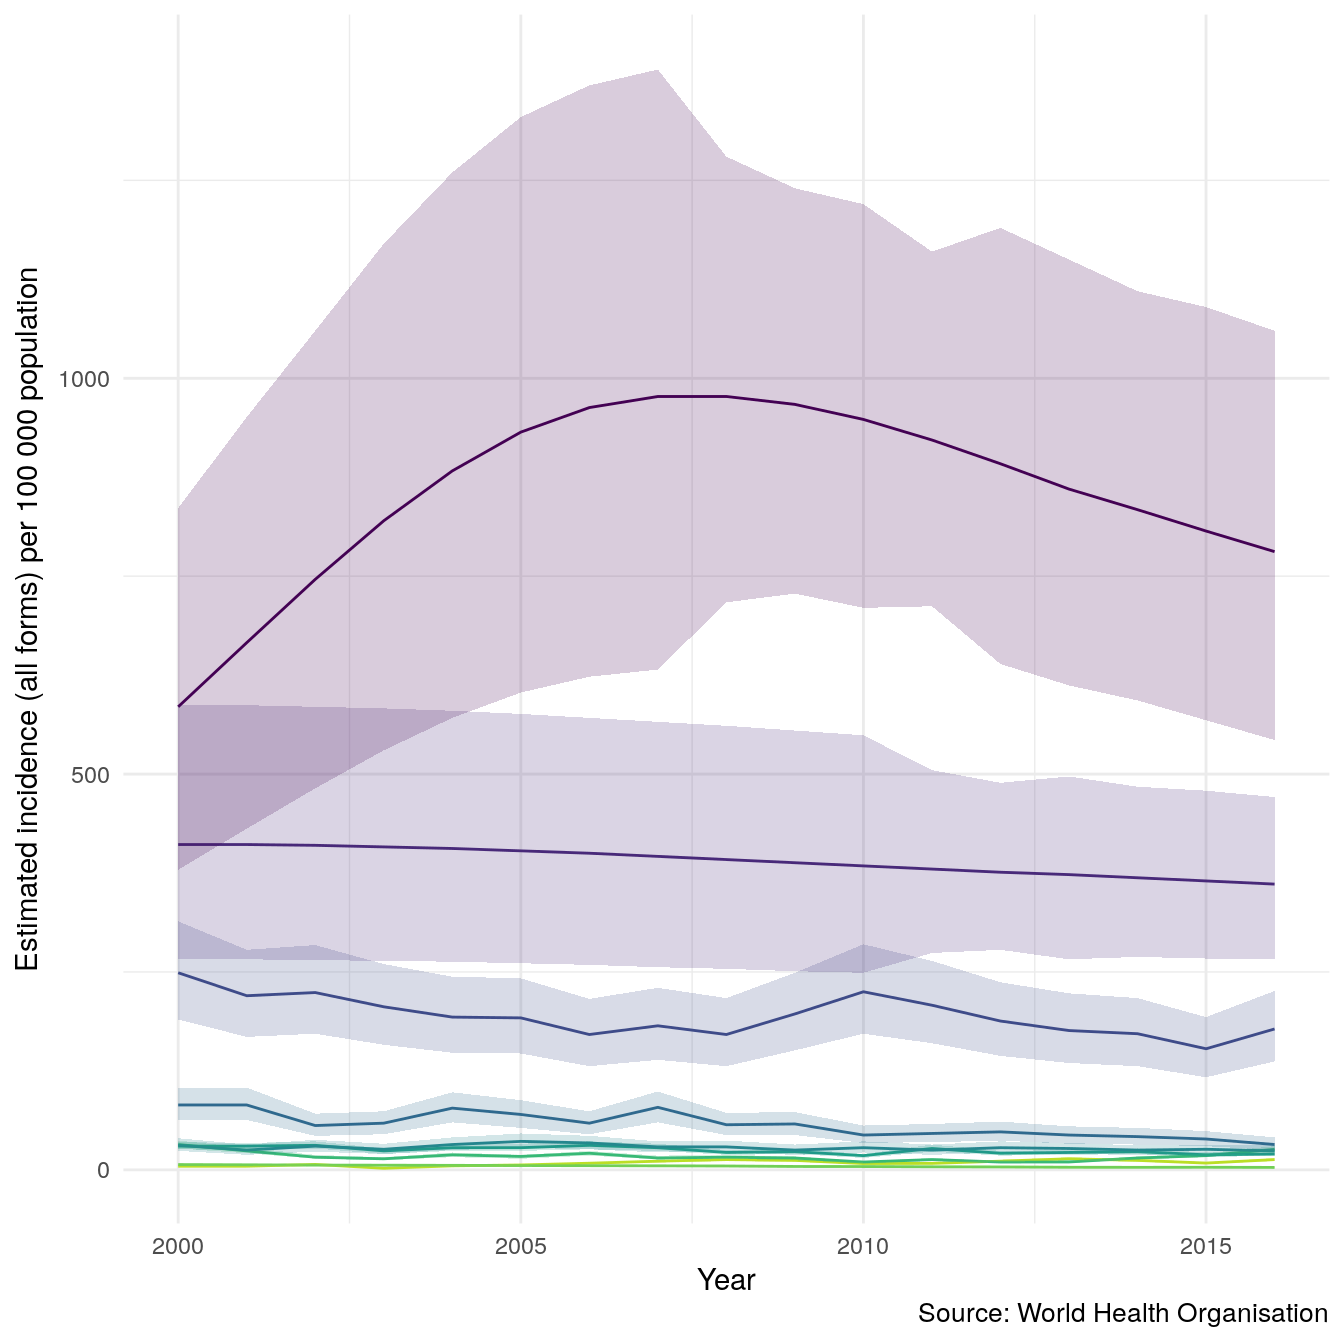 Estimated incidence (all forms) per 100 000 population
1000
500
0
2000 2005 2010 2015
Year
Source: World Health Organisation